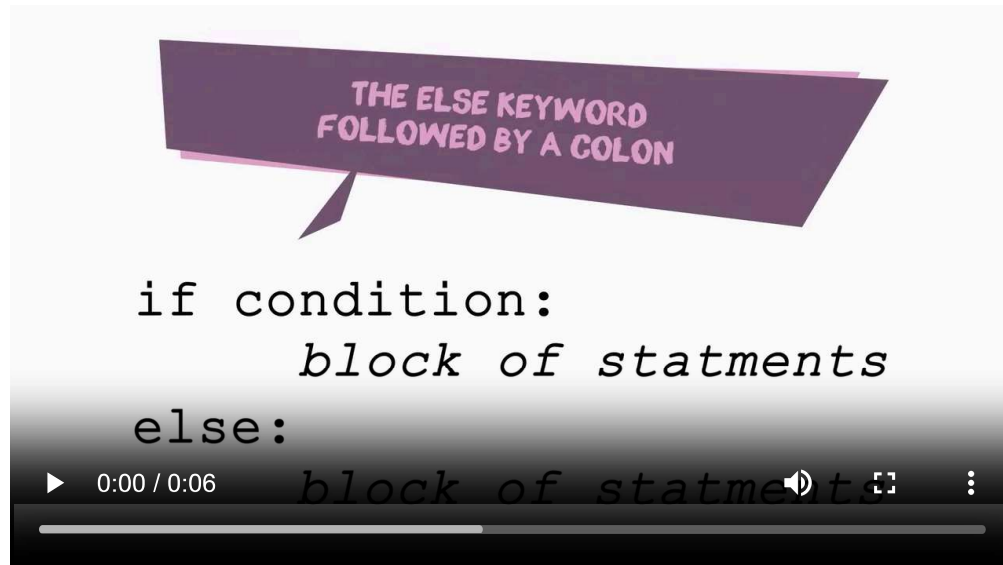 THE ELSE KEYWORD
FOLLOWED BY A COLON
if condition:
block of statments
else:
block of statments
0:00 / 0:06